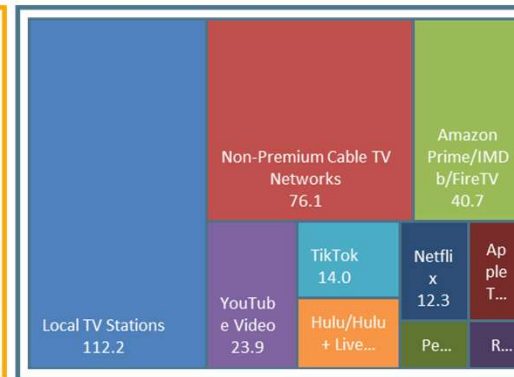 Local TV Stations
112.2
Non-Premium Cable TV
Networks
76.1
Amazon
Prime/IMD
b/FireTV
40.7
YouTub
e Video
23.9
TikTok
14.0
Hulu/Hulu
+ Live...
Netfli
x
12.3
Ap
ple
T...
Pe...
R...